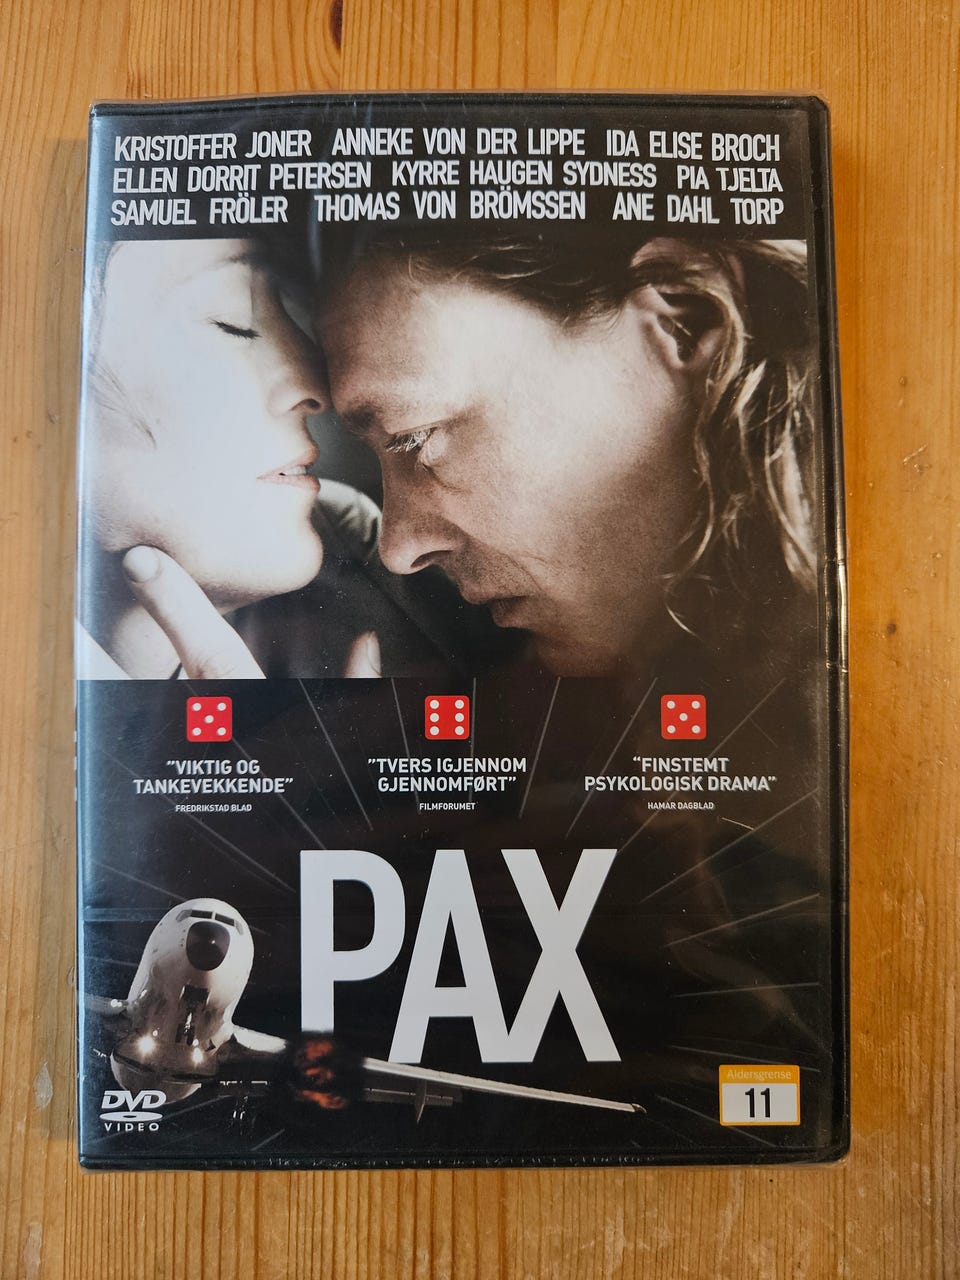 KRISTOFFER JONER ANNEKE VON DER LIPPE IDA ELISE BROCH
ELLEN DORRIT PETERSEN KYRRE HAUGEN SYDNESS PIA TJELTA
SAMUEL FRÖLER THOMAS VON BRÖMSSEN ANE DAHL TORP
"VIKTIG OG
TANKEVEKKENDE"
FREDRIKSTAD BLAD
"TVERS IGJENNOM
GJENNOMFØRT"
FILMFORUMET
"FINSTEMT
PSYKOLOGISK DRAMA"
HAMAR DAGBLAD
PAX
DVD
VIDEO
Aldersgrense
11